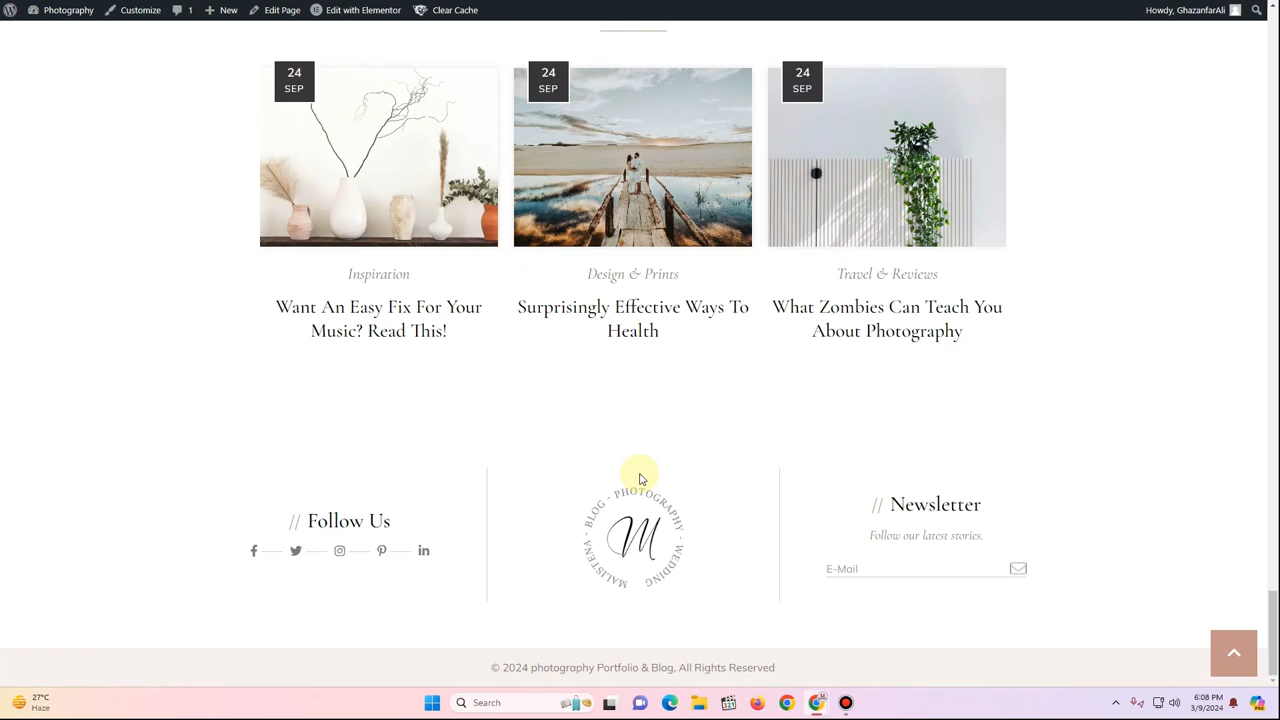 Photography
Customize
1
New
Edit Page
Edit with Elementor
Clear Cache
Howdy, GhazanfarAli
24
SEP
24
SEP
24
SEP
Inspiration
Design & Prints
Travel & Reviews
Want An Easy Fix For Your
Music? Read This!
Surprisingly Effective Ways To
Health
What Zombies Can Teach You
About Photography
// Follow Us
MALISTENA - BLOG - PHOTOGRAPHY - WEDDING
M
// Newsletter
Follow our latest stories.
E-Mail
© 2024 photography Portfolio & Blog, All Rights Reserved
27°C
Haze
Search
6:08 PM
3/9/2024